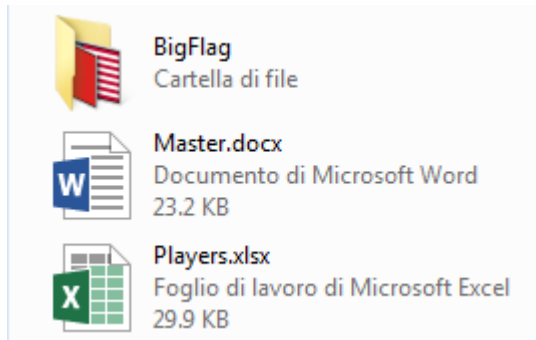 BigFlag
Cartella di file
Master.docx
Documento di Microsoft Word
23.2 KB
Players.xlsx
Foglio di lavoro di Microsoft Excel
29.9 KB